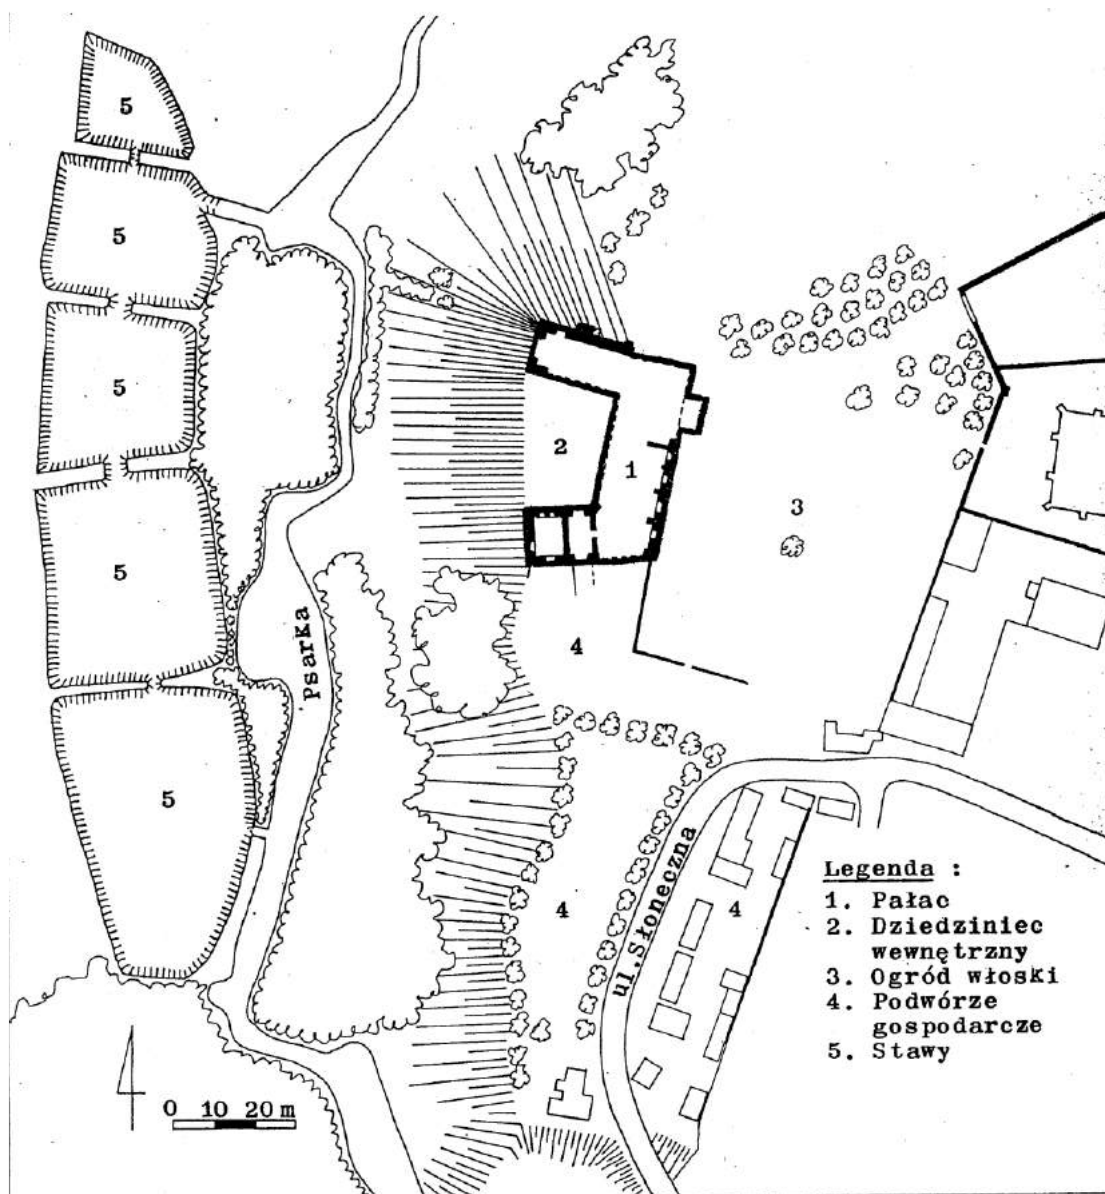 5
5
5
5
5
5
2
1
3
4
4
4
Psarka
ul.Słoneczna
Legenda :
1. Pałac
2. Dziedziniec
wewnętrzny
3. Ogród włoski
4. Podwórze
gospodarcze
5. Stawy
0 10 20 m